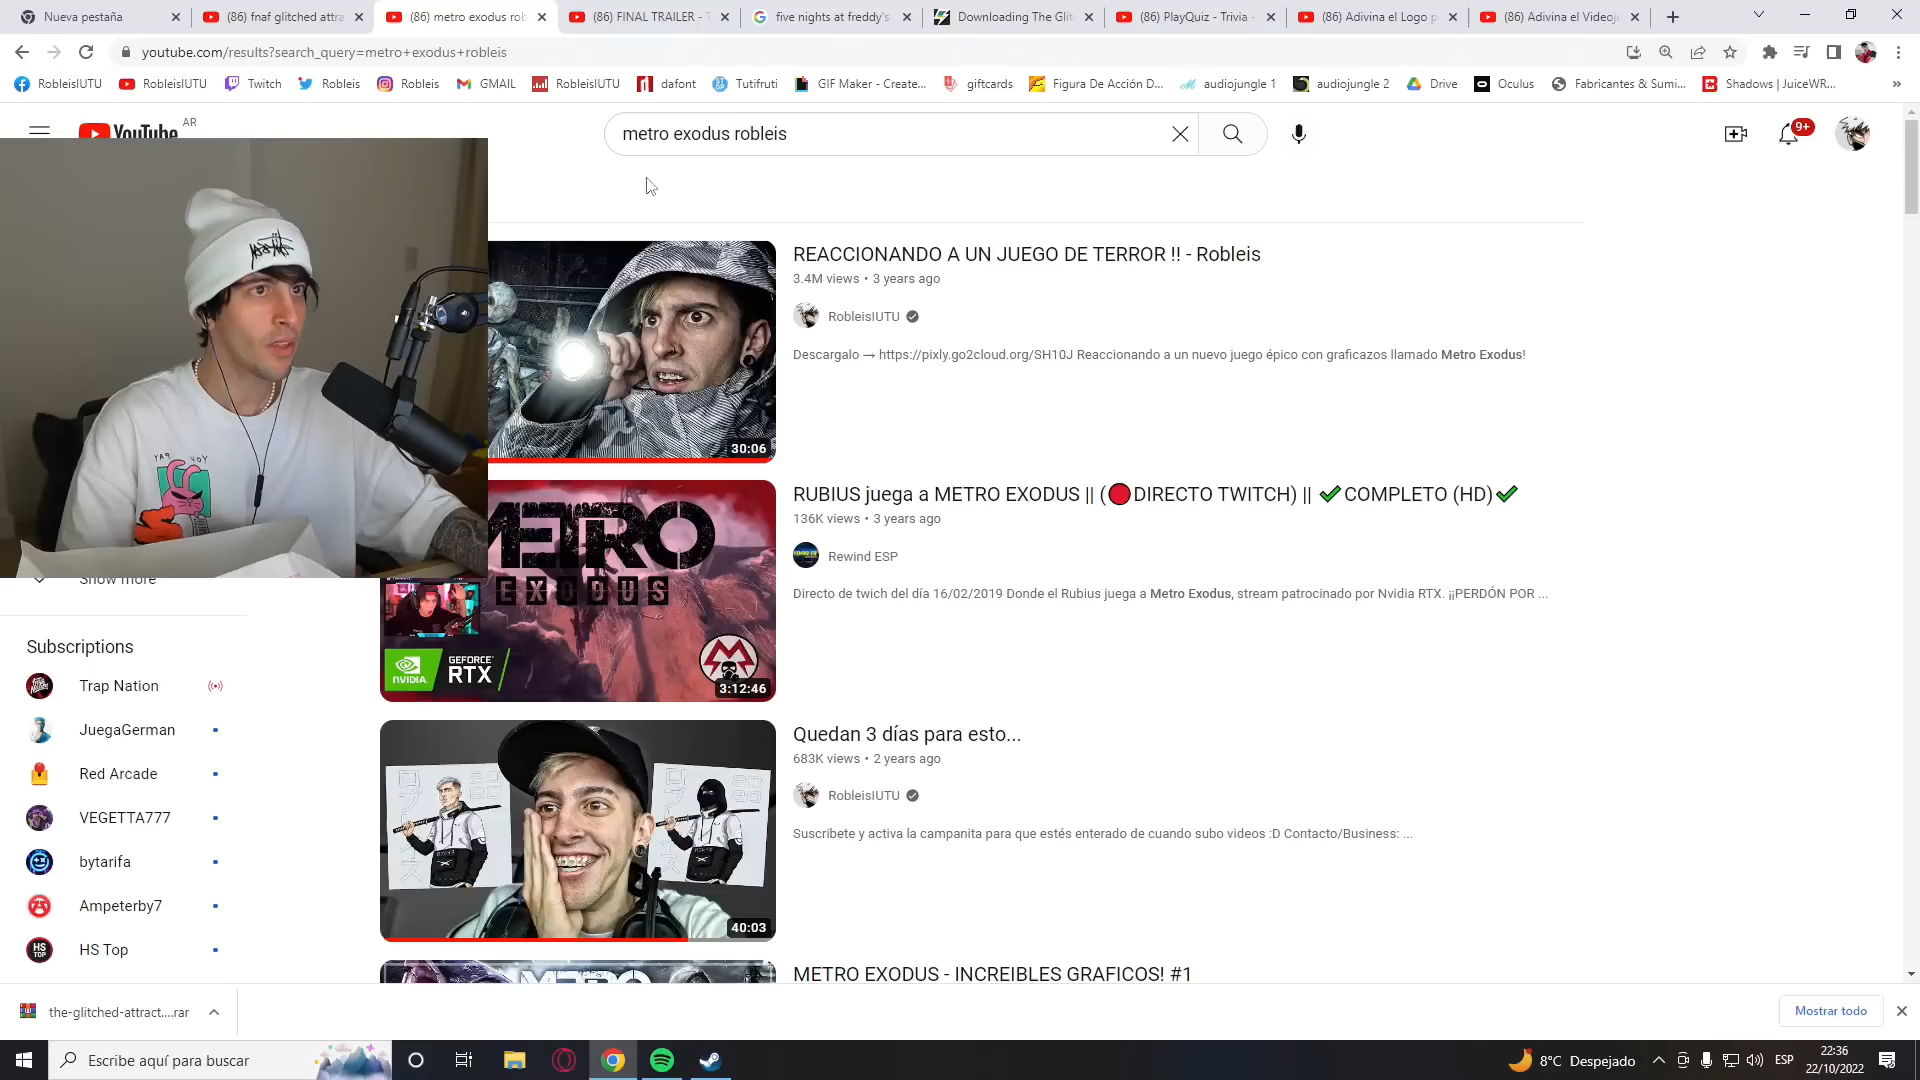 Nueva pestaña
(86) fnaf glitched attra
(86) metro exodus rob
(86) FINAL TRAILER - T
five nights at freddy's
Downloading The Glit
(86) PlayQuiz - Trivia -
(86) Adivina el Logo p
(86) Adivina el Videoj
youtube.com/results?search_query=metro+exodus+robleis
RobleisIUTU
RobleisIUTU
Twitch
Robleis
Robleis
GMAIL
RobleisIUTU
dafont
Tutifruti
GIF Maker - Create...
giftcards
Figura De Acción D...
audiojungle 1
audiojungle 2
Drive
Oculus
Fabricantes & Sumi...
Shadows | JuiceWR...
YouTube AR
metro exodus robleis
9+
REACCIONANDO A UN JUEGO DE TERROR !! - Robleis
3.4M views • 3 years ago
RobleisIUTU
Descargalo → https://pixly.go2cloud.org/SH10J Reaccionando a un nuevo juego épico con graficazos llamado Metro Exodus!
30:06
RUBIUS juega a METRO EXODUS || (🔴DIRECTO TWITCH) || ✔COMPLETO (HD)✔
136K views • 3 years ago
Rewind ESP
Directo de twich del día 16/02/2019 Donde el Rubius juega a Metro Exodus, stream patrocinado por Nvidia RTX. ¡¡PERDÓN POR ...
METRO
EXODUS
NVIDIA.
GEFORCE
RTX
3:12:46
Show more
Subscriptions
Trap Nation
JuegaGerman
Red Arcade
VEGETTA777
bytarifa
Ampeterby7
HS TOP
HS Top
Quedan 3 días para esto...
683K views • 2 years ago
RobleisIUTU
Suscribete y activa la campanita para que estés enterado de cuando subo videos :D Contacto/Business: ...
40:03
METRO EXODUS - INCREIBLES GRAFICOS! #1
the-glitched-attract....rar
Mostrar todo
Escribe aquí para buscar
8°C Despejado
ESP
22:36
22/10/2022